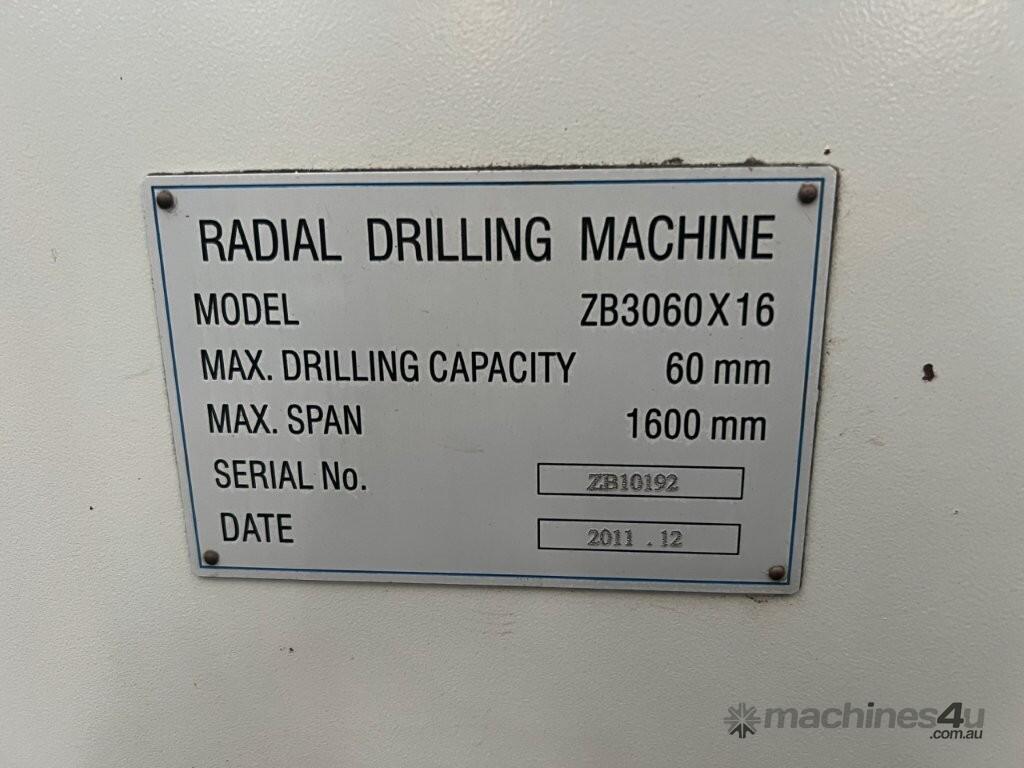 RADIAL DRILLING MACHINE
MODEL ZB3060X16
MAX. DRILLING CAPACITY 60 mm
MAX. SPAN 1600 mm
SERIAL No. ZB10192
DATE 2011 . 12
machines4u
.com.au